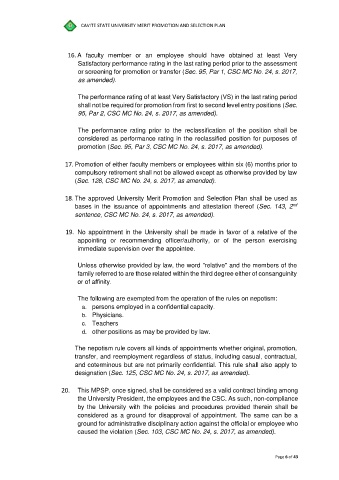 CAVITE STATE UNIVERSITY MERIT PROMOTION AND SELECTION PLAN
16. A faculty member or an employee should have obtained at least Very
Satisfactory performance rating in the last rating period prior to the assessment
or screening for promotion or transfer (Sec. 95, Par 1, CSC MC No. 24, s. 2017,
as amended).
The performance rating of at least Very Satisfactory (VS) in the last rating period
shall not be required for promotion from first to second level entry positions (Sec.
95, Par 2, CSC MC No. 24, s. 2017, as amended).
The performance rating prior to the reclassification of the position shall be
considered as performance rating in the reclassified position for purposes of
promotion (Sec. 95, Par 3, CSC MC No. 24, s. 2017, as amended).
17. Promotion of either faculty members or employees within six (6) months prior to
compulsory retirement shall not be allowed except as otherwise provided by law
(Sec. 128, CSC MC No. 24, s. 2017, as amended).
18. The approved University Merit Promotion and Selection Plan shall be used as
bases in the issuance of appointments and attestation thereof (Sec. 143, 2nd
sentence, CSC MC No. 24, s. 2017, as amended).
19. No appointment in the University shall be made in favor of a relative of the
appointing or recommending officer/authority, or of the person exercising
immediate supervision over the appointee.
Unless otherwise provided by law, the word "relative" and the members of the
family referred to are those related within the third degree either of consanguinity
or of affinity.
The following are exempted from the operation of the rules on nepotism:
a. persons employed in a confidential capacity.
b. Physicians.
c. Teachers
d. other positions as may be provided by law.
The nepotism rule covers all kinds of appointments whether original, promotion,
transfer, and reemployment regardless of status, including casual, contractual,
and coterminous but are not primarily confidential. This rule shall also apply to
designation (Sec. 125, CSC MC No. 24, s. 2017, as amended).
20. This MPSP, once signed, shall be considered as a valid contract binding among
the University President, the employees and the CSC. As such, non-compliance
by the University with the policies and procedures provided therein shall be
considered as a ground for disapproval of appointment. The same can be a
ground for administrative disciplinary action against the official or employee who
caused the violation (Sec. 103, CSC MC No. 24, s. 2017, as amended).
Page 6 of 43